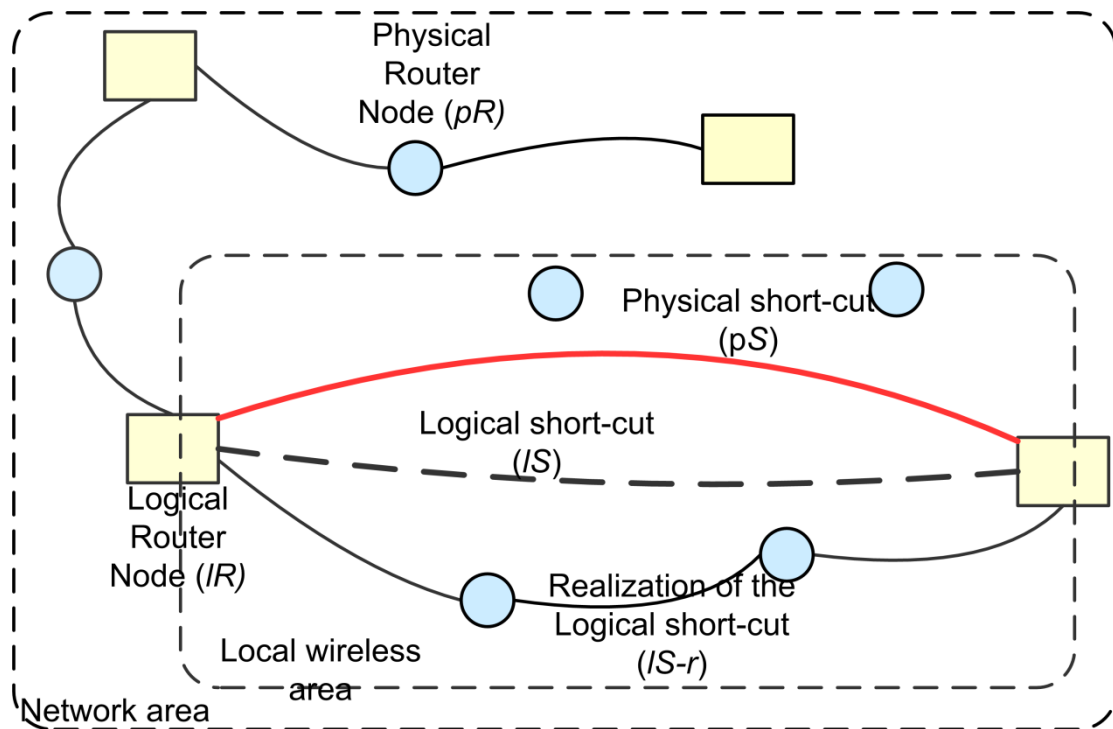 Physical
Router
Node (pR)
Physical short-cut
(pS)
Logical short-cut
(lS)
Logical
Router
Node (lR)
Realization of the
Logical short-cut
(lS-r)
Local wireless
area
Network area